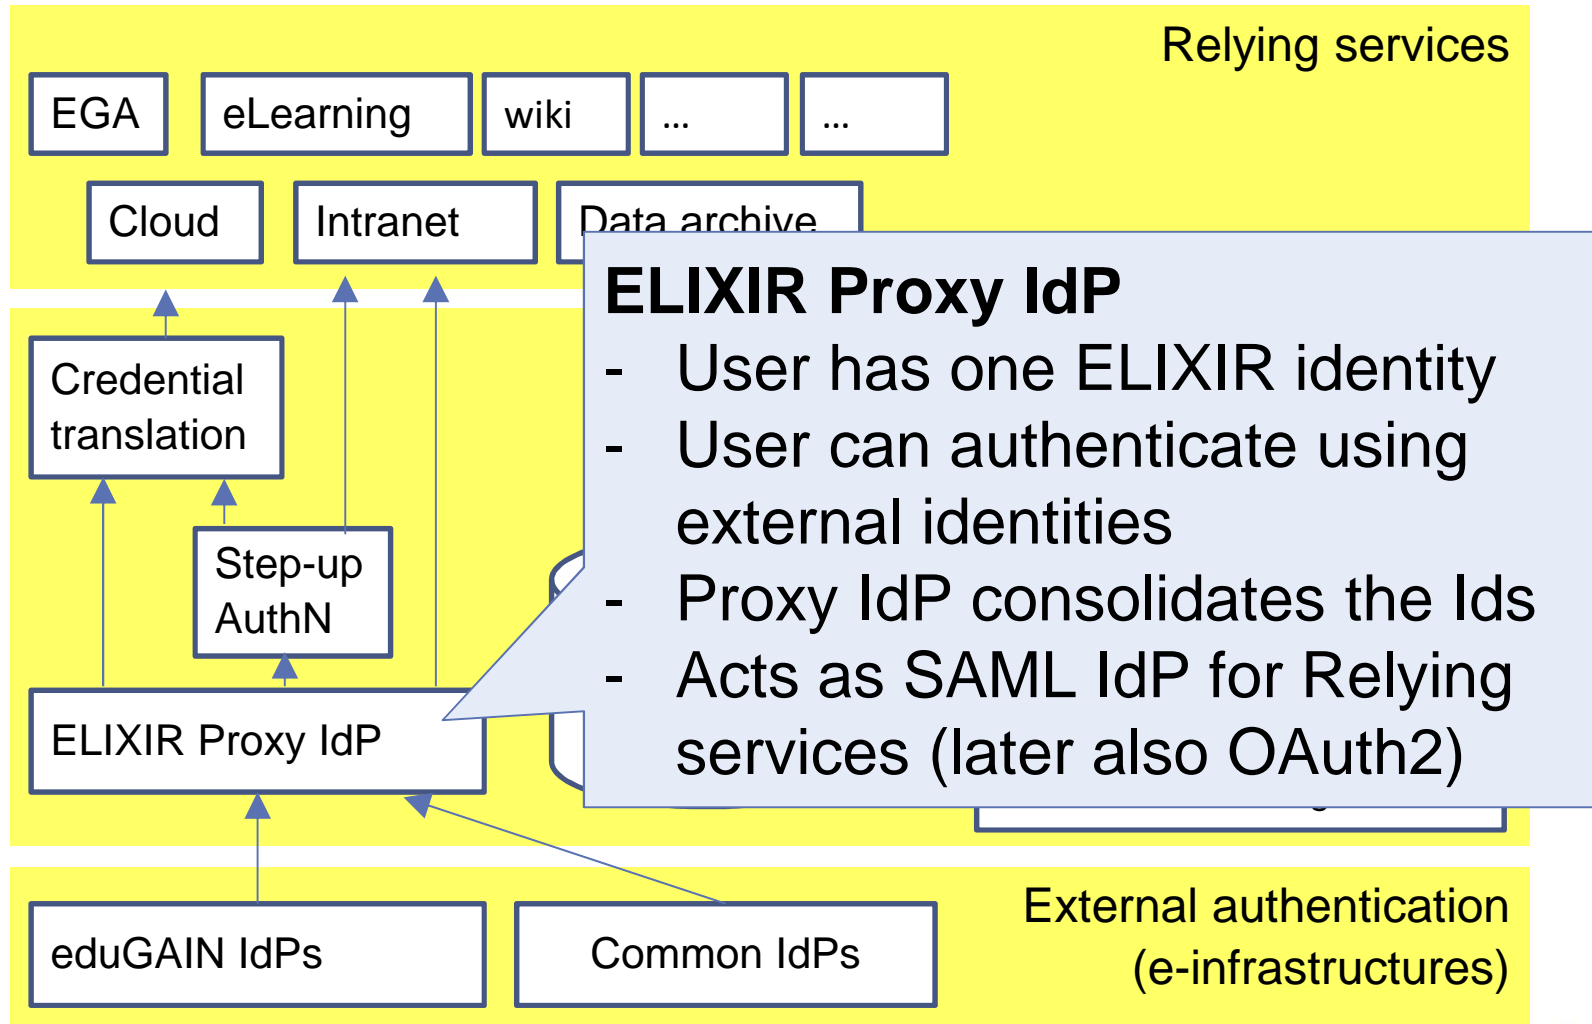 Relying services
EGA
eLearning
wiki
...
...
Cloud
Intranet
Data archive
ELIXIR Proxy IdP
- User has one ELIXIR identity
- User can authenticate using
external identities
- Proxy IdP consolidates the Ids
- Acts as SAML IdP for Relying
services (later also OAuth2)
Credential
translation
Step-up
AuthN
ELIXIR Proxy IdP
eduGAIN IdPs
Common IdPs
External authentication
(e-infrastructures)